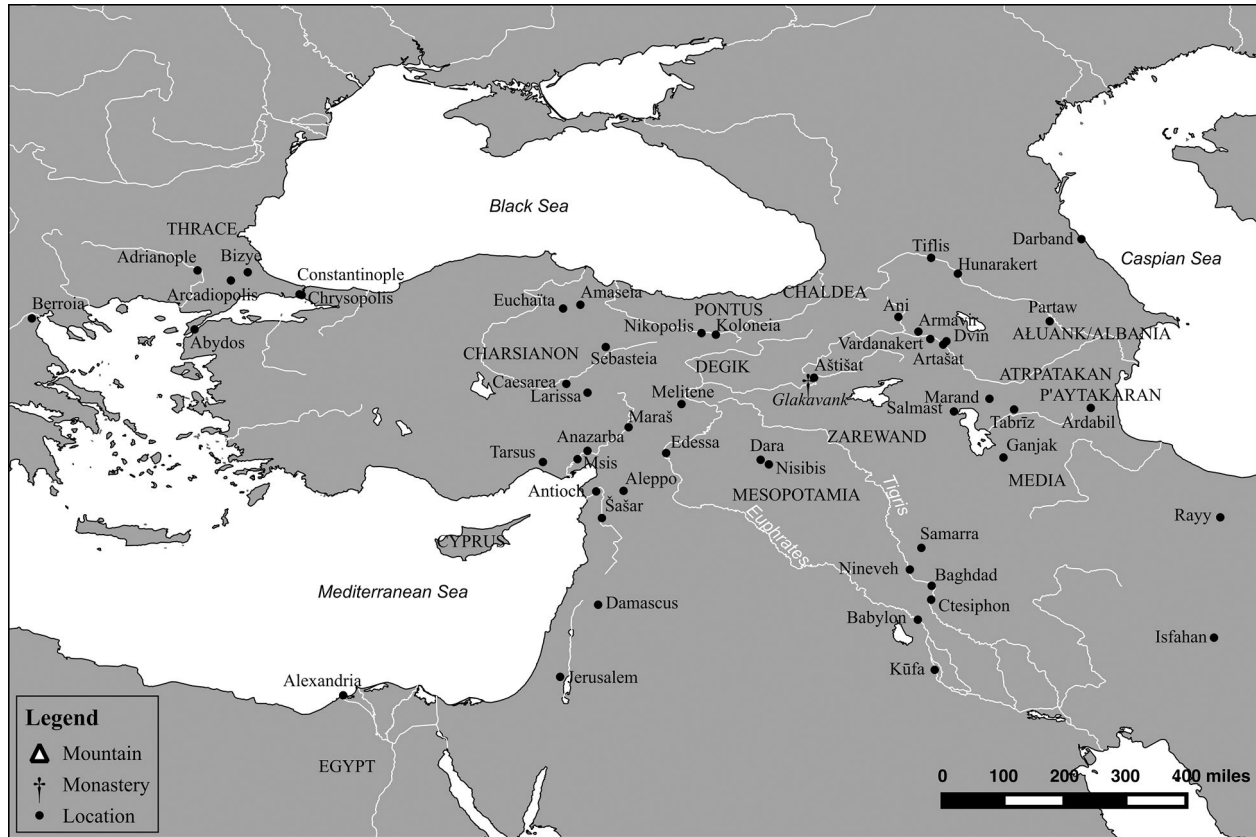 Black Sea
Caspian Sea
THRACE
Adrianople
Bizye
Arcadiopolis
Constantinople
Chrysopolis
Berroia
Abydos
Euchaïta
Amaseia
Nikopolis
PONTUS
Koloneia
CHALDEA
Tiflis
Hunarakert
Darband
Ani
Armavir
Partaw
Vardanakert
Dvin
Artašat
AŁUANK/ALBANIA
CHARSIANON
Sebasteia
DEGIK
Aštišat
Glakavank
ATRPATAKAN
P'AYTAKARAN
Caesarea
Larissa
Melitene
Salmast
Marand
Tabrīz
Ardabil
Maraš
ZAREWAND
Ganjak
Anazarba
Edessa
Dara
Nisibis
MEDIA
Tarsus
Msis
Antioch
Aleppo
MESOPOTAMIA
Tigris
Šašar
Euphrates
Rayy
CYPRUS
Samarra
Mediterranean Sea
Nineveh
Baghdad
Damascus
Ctesiphon
Babylon
Isfahan
Kūfa
Jerusalem
Alexandria
EGYPT
Legend
Mountain
Monastery
Location
0 100 200 300 400 miles